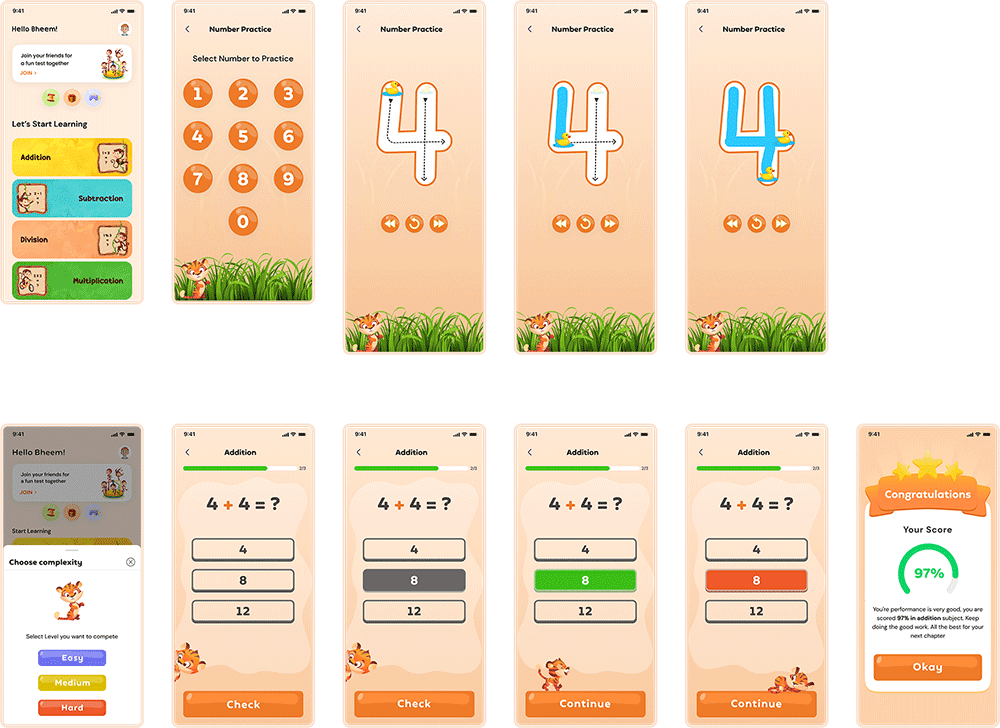 9:41
Hello Bheem!
Join your friends for
a fun test together
JOIN >
Let's Start Learning
Addition
Subtraction
Division
Multiplication
9:41
Number Practice
Select Number to Practice
1 2 3
4 5 6
7 8 9
0
9:41
Number Practice
4
9:41
Number Practice
4
9:41
Number Practice
4
9:41
Hello Bheem!
Join your friends for
a fun test together
JOIN >
Start Learning
Choose complexity
Select Level you want to compete
Easy
Medium
Hard
9:41
Addition
2/3
4 + 4 = ?
4
8
12
Check
9:41
Addition
2/3
4 + 4 = ?
4
8
12
Check
9:41
Addition
2/3
4 + 4 = ?
4
8
12
Continue
9:41
Addition
2/3
4 + 4 = ?
4
8
12
Continue
9:41
Congratulations
Your Score
97%
You're performance is very good, you are
scored 97% in addition subject. Keep
doing the good work. All the best for your
next chapter
Okay